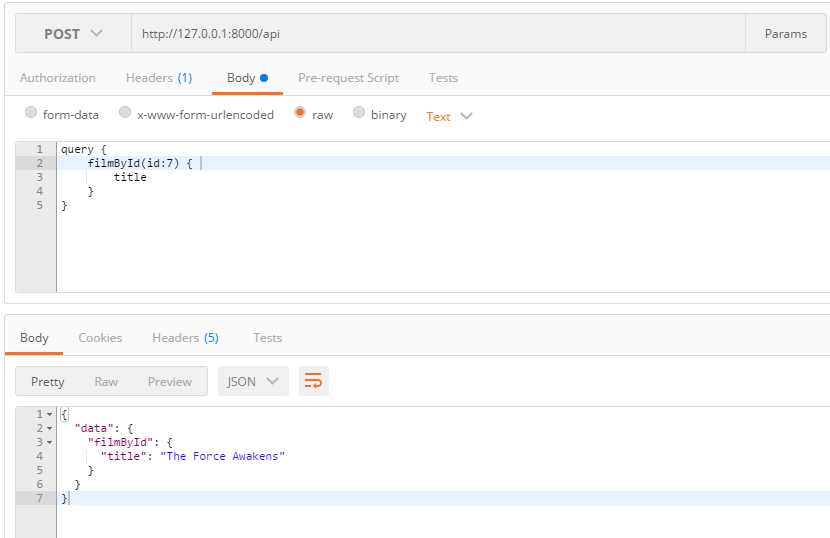 POST http://127.0.0.1:8000/api Params
Authorization Headers (1) Body Pre-request Script Tests
form-data x-www-form-urlencoded raw binary Text
1 query {
2     filmById(id:7) {
3         title
4     }
5 }
Body Cookies Headers (5) Tests
Pretty Raw Preview JSON
1 {
2   "data": {
3     "filmById": {
4       "title": "The Force Awakens"
5     }
6   }
7 }